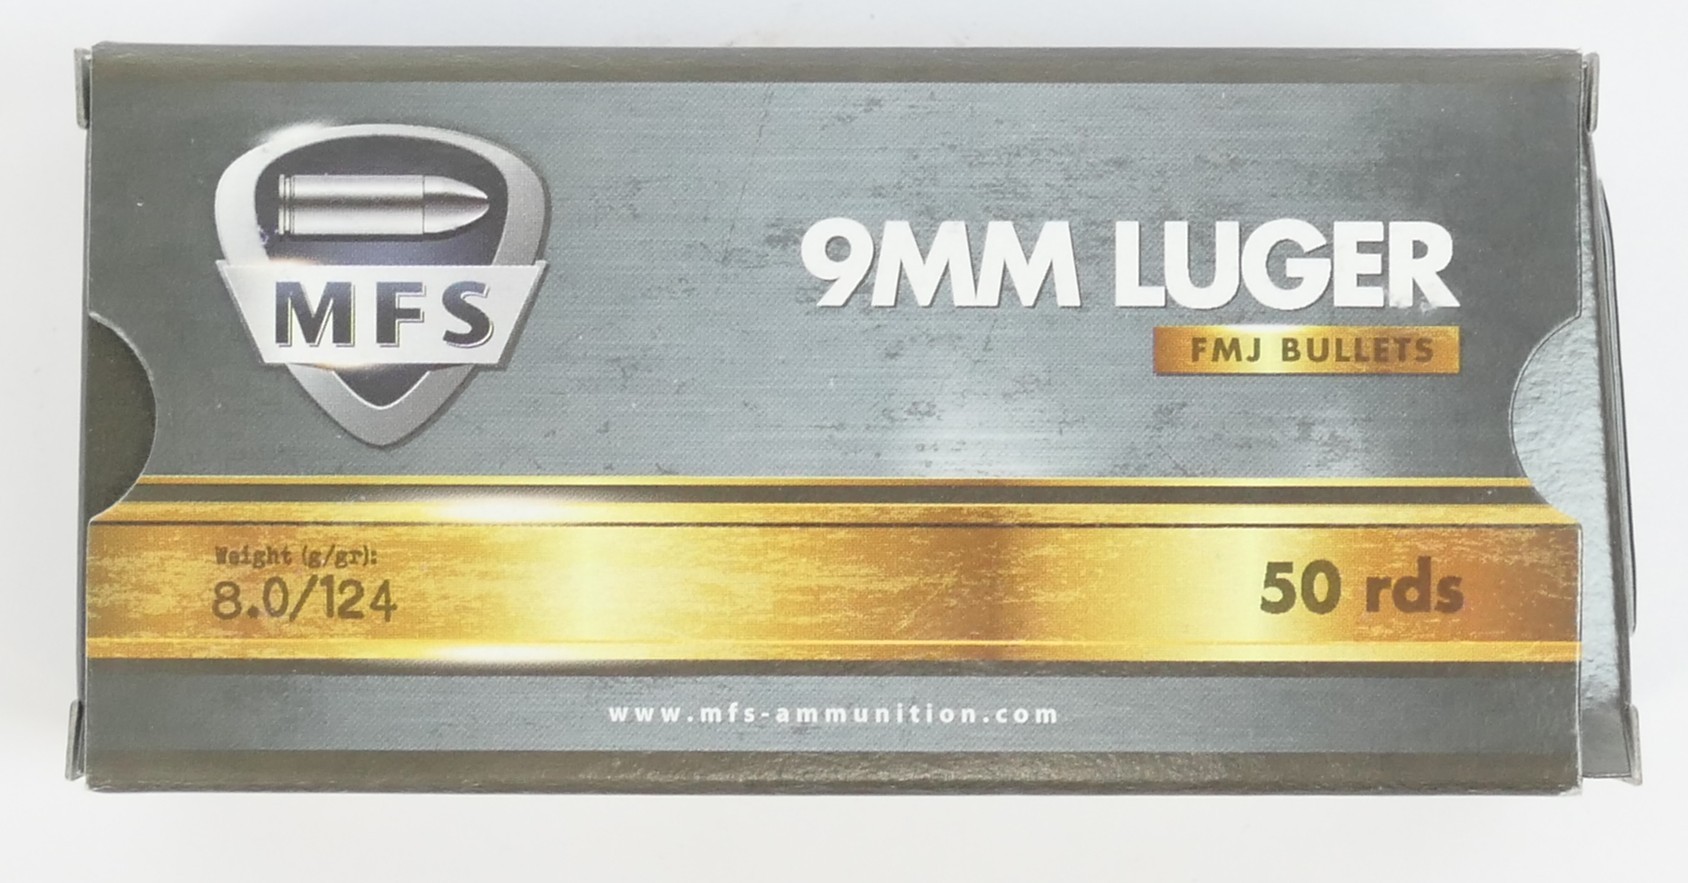 MFS
9MM LUGER
FMJ BULLETS
Weight (g/gr):
8.0/124
50 rds
www.mfs-ammunition.com